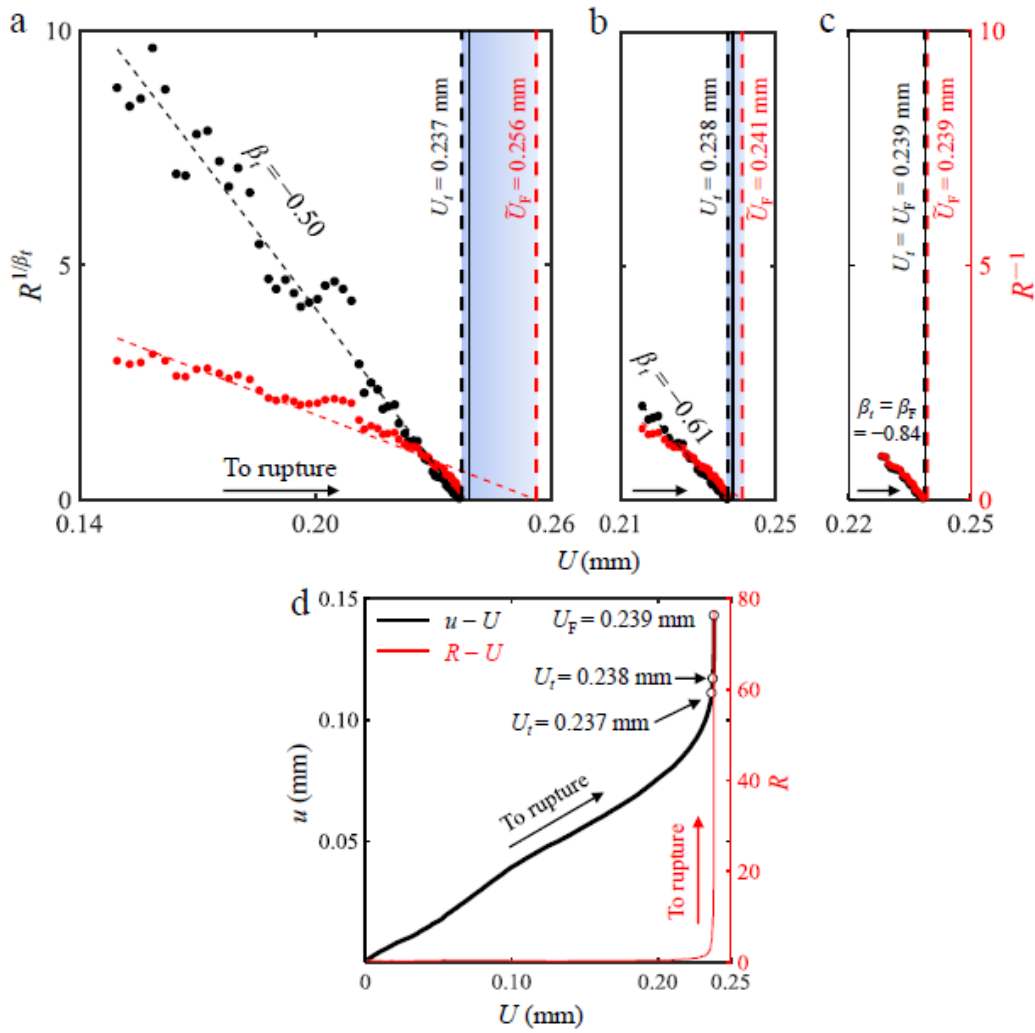 a
b
c
10
10
5
5
0
0
R^{1/β_t}
R^{−1}
β_t = −0.50
U_t = 0.237 mm
Ũ_F = 0.256 mm
To rupture
0.14
0.20
0.26
β_t = −0.61
U_t = 0.238 mm
Ũ_F = 0.241 mm
0.21
0.25
U_t = U_F = 0.239 mm
Ũ_F = 0.239 mm
β_t = β_F
= −0.84
0.22
0.25
U (mm)
d
0.15
0.10
0.05
u (mm)
u – U
R – U
U_F = 0.239 mm
U_t = 0.238 mm
U_t = 0.237 mm
To rupture
To rupture
80
60
40
20
0
R
0
0.10
0.20
0.25
U (mm)